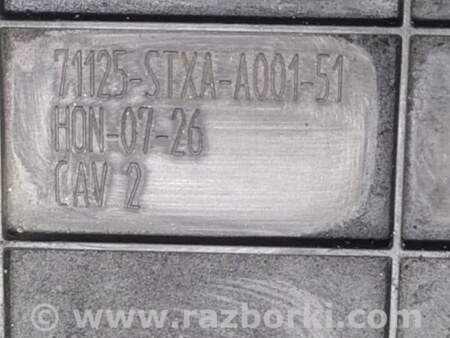 71125-STXA-A001-51
HON-07-26
CAV 2
© www.razborki.com